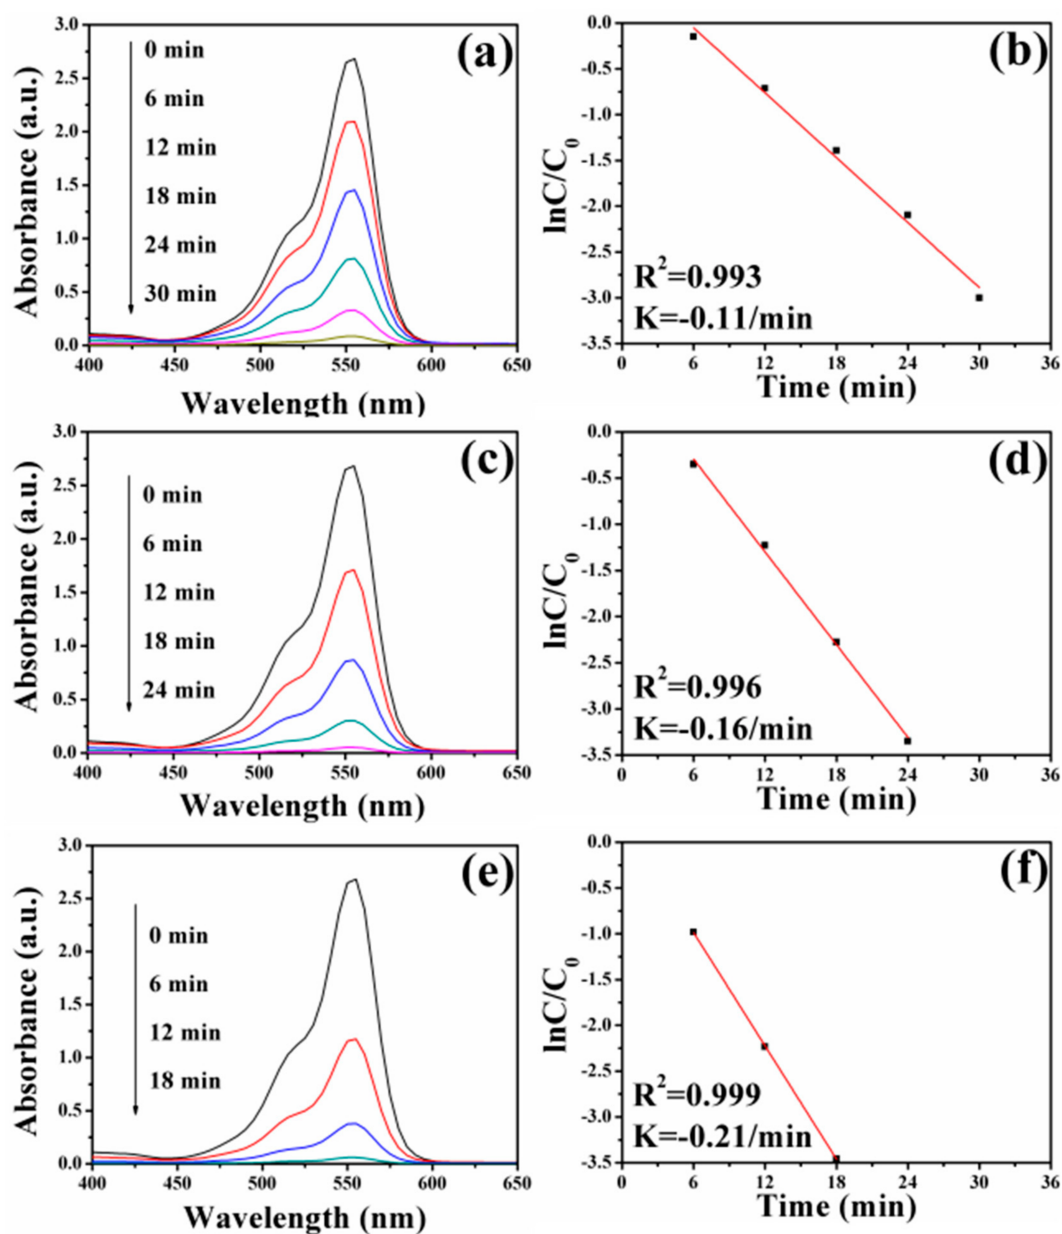 (a)
3.0
2.5
2.0
1.5
1.0
0.5
0.0
Absorbance (a.u.)
0 min
6 min
12 min
18 min
24 min
30 min
400 450 500 550 600 650
Wavelength (nm)
(b)
0.0
-0.5
-1.0
-1.5
-2.0
-2.5
-3.0
-3.5
lnC/C₀
R²=0.993
K=-0.11/min
0 6 12 18 24 30 36
Time (min)
(c)
3.0
2.5
2.0
1.5
1.0
0.5
0.0
Absorbance (a.u.)
0 min
6 min
12 min
18 min
24 min
400 450 500 550 600 650
Wavelength (nm)
(d)
0.0
-0.5
-1.0
-1.5
-2.0
-2.5
-3.0
-3.5
lnC/C₀
R²=0.996
K=-0.16/min
0 6 12 18 24 30 36
Time (min)
(e)
3.0
2.5
2.0
1.5
1.0
0.5
0.0
Absorbance (a.u.)
0 min
6 min
12 min
18 min
400 450 500 550 600 650
Wavelength (nm)
(f)
0.0
-0.5
-1.0
-1.5
-2.0
-2.5
-3.0
-3.5
lnC/C₀
R²=0.999
K=-0.21/min
0 6 12 18 24 30 36
Time (min)